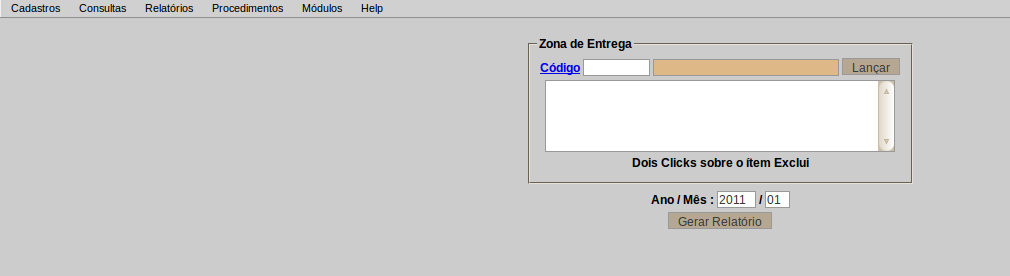 Cadastros Consultas Relatórios Procedimentos Módulos Help
Zona de Entrega
Código Lançar
Dois Clicks sobre o ítem Exclui
Ano / Mês : 2011 / 01
Gerar Relatório